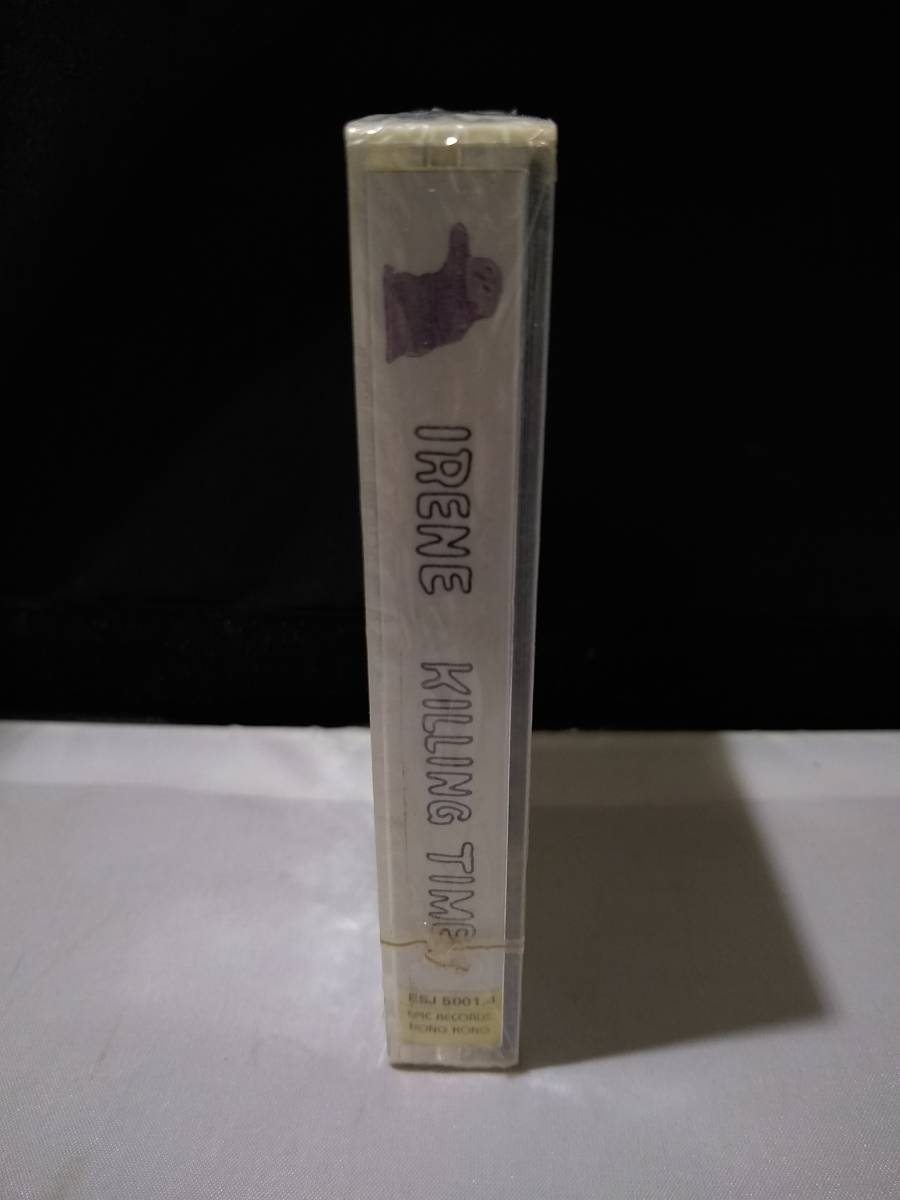 IRENE KILLING TIME
ESJ 5001.4
EPIC RECORDS
HONG KONG